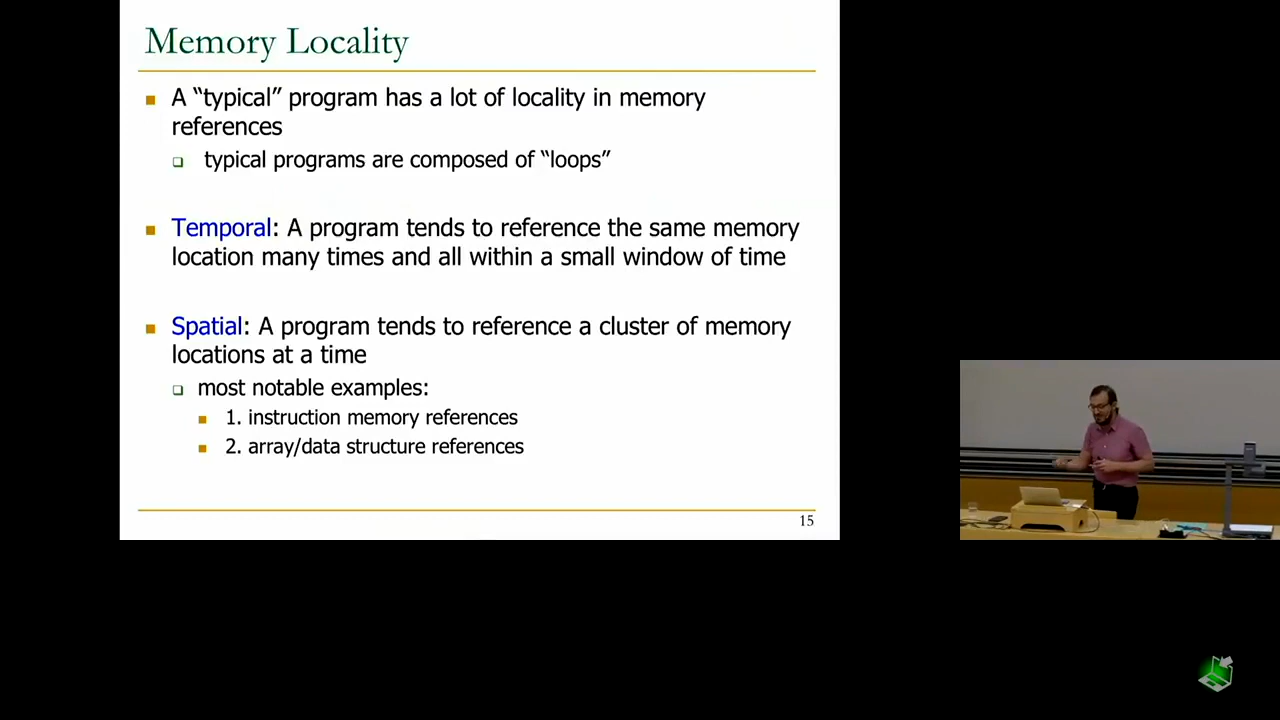 Memory Locality
A “typical” program has a lot of locality in memory
references
typical programs are composed of “loops”
Temporal: A program tends to reference the same memory
location many times and all within a small window of time
Spatial: A program tends to reference a cluster of memory
locations at a time
most notable examples:
1. instruction memory references
2. array/data structure references
15